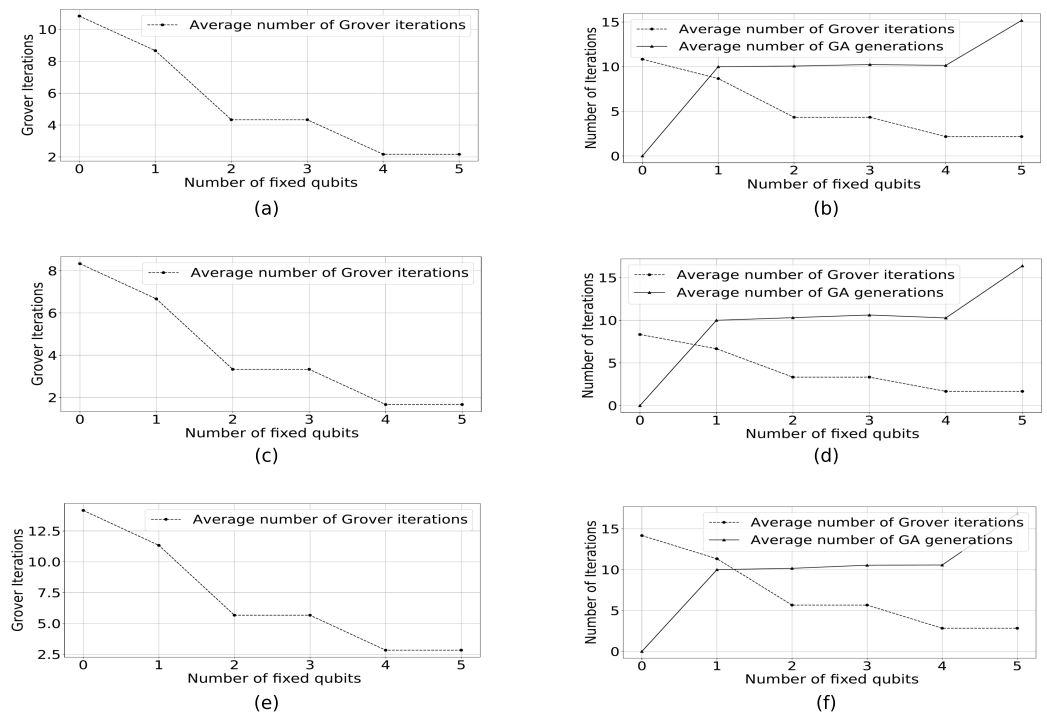 Average number of Grover iterations
Grover Iterations
10
8
6
4
2
0 1 2 3 4 5
Number of fixed qubits
(a)
Average number of Grover iterations
Average number of GA generations
Number of Iterations
15
10
5
0
0 1 2 3 4 5
Number of fixed qubits
(b)
Average number of Grover iterations
Grover Iterations
8
6
4
2
0 1 2 3 4 5
Number of fixed qubits
(c)
Average number of Grover iterations
Average number of GA generations
Number of Iterations
15
10
5
0
0 1 2 3 4 5
Number of fixed qubits
(d)
Average number of Grover iterations
Grover Iterations
12.5
10.0
7.5
5.0
2.5
0 1 2 3 4 5
Number of fixed qubits
(e)
Average number of Grover iterations
Average number of GA generations
Number of Iterations
15
10
5
0
0 1 2 3 4 5
Number of fixed qubits
(f)